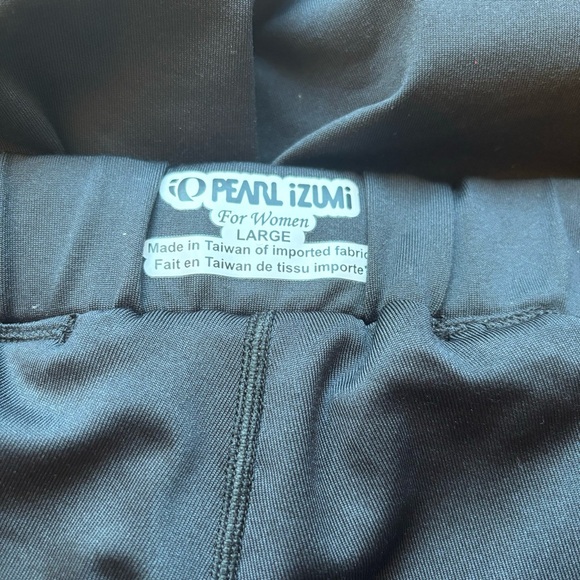 PEARL iZUMi
For Women
LARGE
Made in Taiwan of imported fabric
Fait en Taiwan de tissu importe